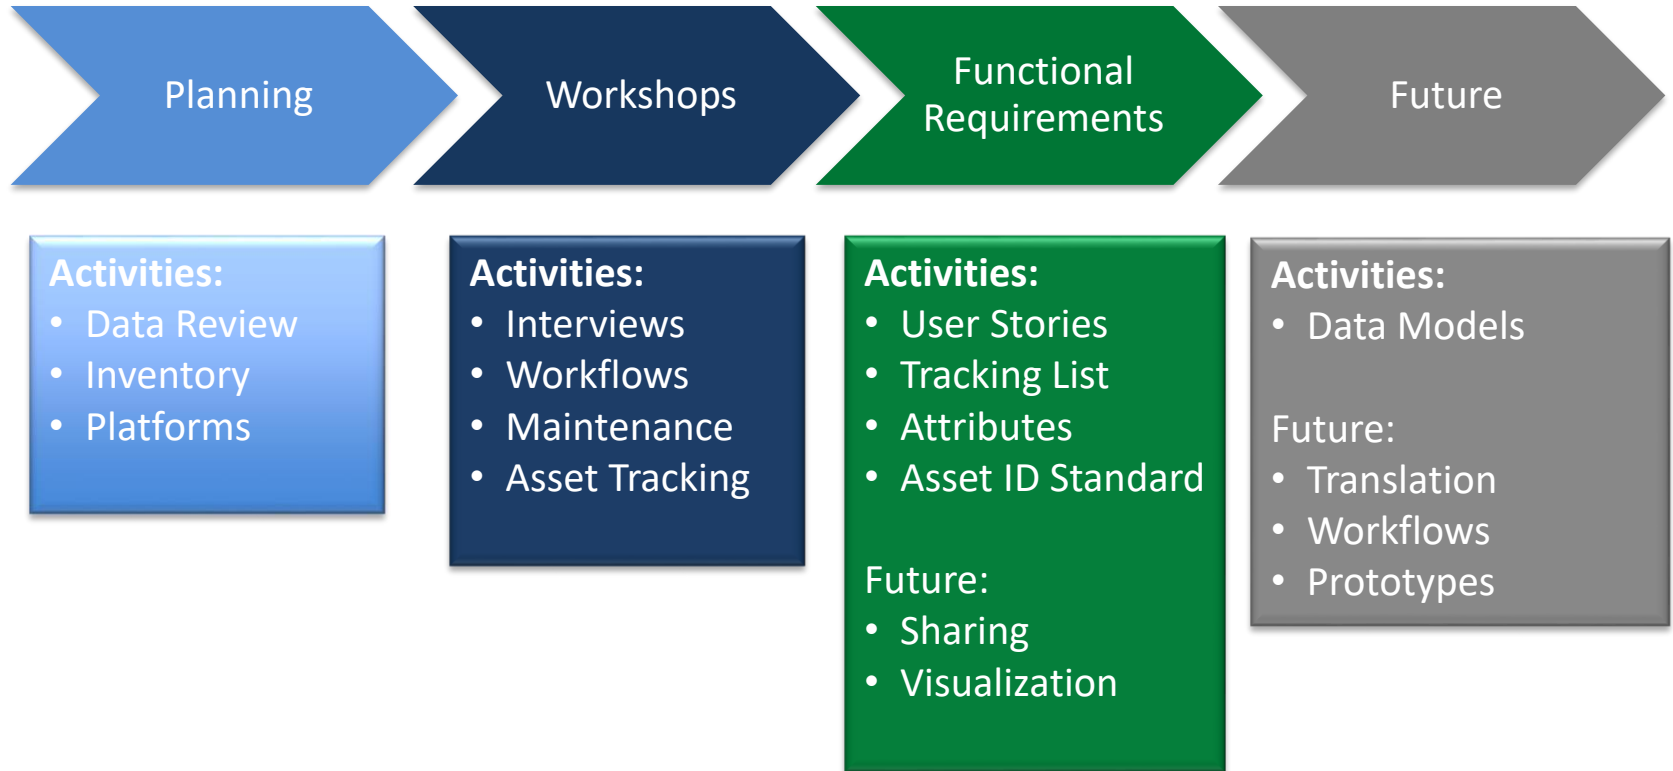 Planning
Workshops
Functional
Requirements
Future
Activities:
• Data Review
• Inventory
• Platforms
Activities:
• Interviews
• Workflows
• Maintenance
• Asset Tracking
Activities:
• User Stories
• Tracking List
• Attributes
• Asset ID Standard
Future:
• Sharing
• Visualization
Activities:
• Data Models
Future:
• Translation
• Workflows
• Prototypes